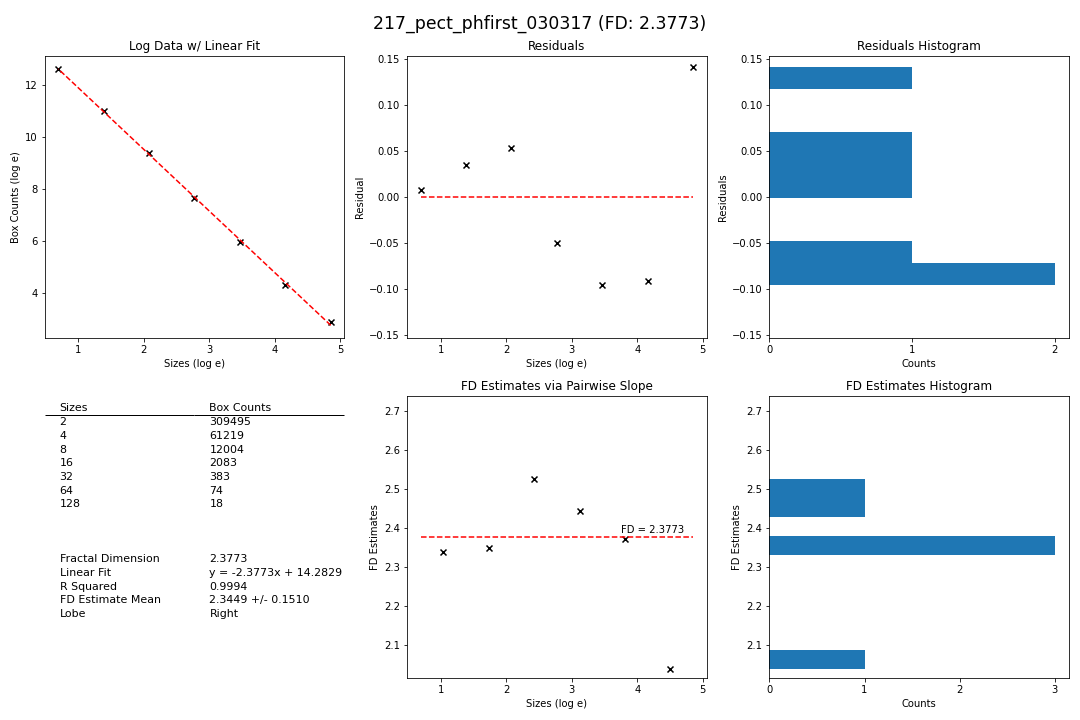 217_pect_phfirst_030317 (FD: 2.3773)
Log Data w/ Linear Fit
12
10
8
6
4
Box Counts (log e)
1 2 3 4 5
Sizes (log e)
Residuals
0.15
0.10
0.05
0.00
−0.05
−0.10
−0.15
Residual
1 2 3 4 5
Sizes (log e)
Residuals Histogram
0.15
0.10
0.05
0.00
−0.05
−0.10
−0.15
Residuals
0 1 2
Counts
Sizes Box Counts
2 309495
4 61219
8 12004
16 2083
32 383
64 74
128 18
Fractal Dimension 2.3773
Linear Fit y = -2.3773x + 14.2829
R Squared 0.9994
FD Estimate Mean 2.3449 +/- 0.1510
Lobe Right
FD Estimates via Pairwise Slope
2.7
2.6
2.5
2.4
2.3
2.2
2.1
FD Estimates
FD = 2.3773
1 2 3 4 5
Sizes (log e)
FD Estimates Histogram
2.7
2.6
2.5
2.4
2.3
2.2
2.1
FD Estimates
0 1 2 3
Counts